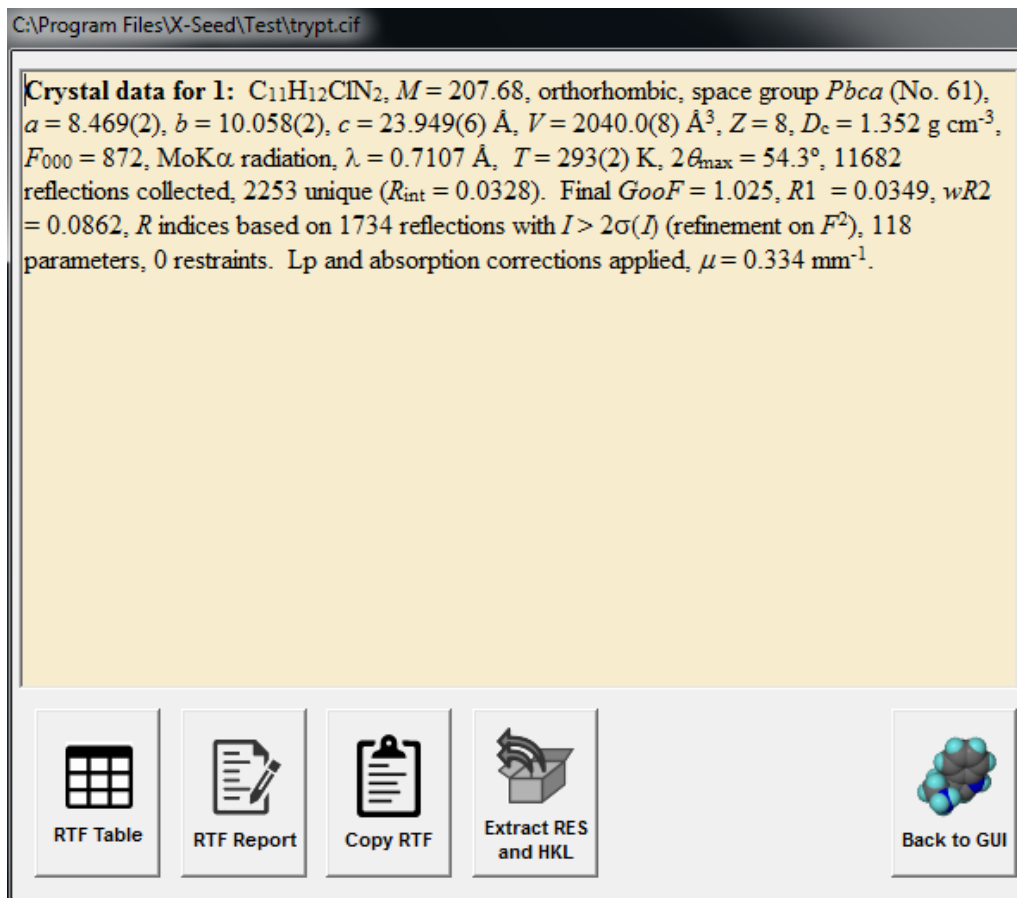 C:\Program Files\X-Seed\Test\trypt.cif
Crystal data for 1: C₁₁H₁₂ClN₂, M = 207.68, orthorhombic, space group Pbca (No. 61),
a = 8.469(2), b = 10.058(2), c = 23.949(6) Å, V = 2040.0(8) Å³, Z = 8, D_c = 1.352 g cm⁻³,
F₀₀₀ = 872, MoKα radiation, λ = 0.7107 Å, T = 293(2) K, 2θ_max = 54.3º, 11682
reflections collected, 2253 unique (R_int = 0.0328). Final GooF = 1.025, R1 = 0.0349, wR2
= 0.0862, R indices based on 1734 reflections with I > 2σ(I) (refinement on F²), 118
parameters, 0 restraints. Lp and absorption corrections applied, μ = 0.334 mm⁻¹.
RTF Table
RTF Report
Copy RTF
Extract RES
and HKL
Back to GUI